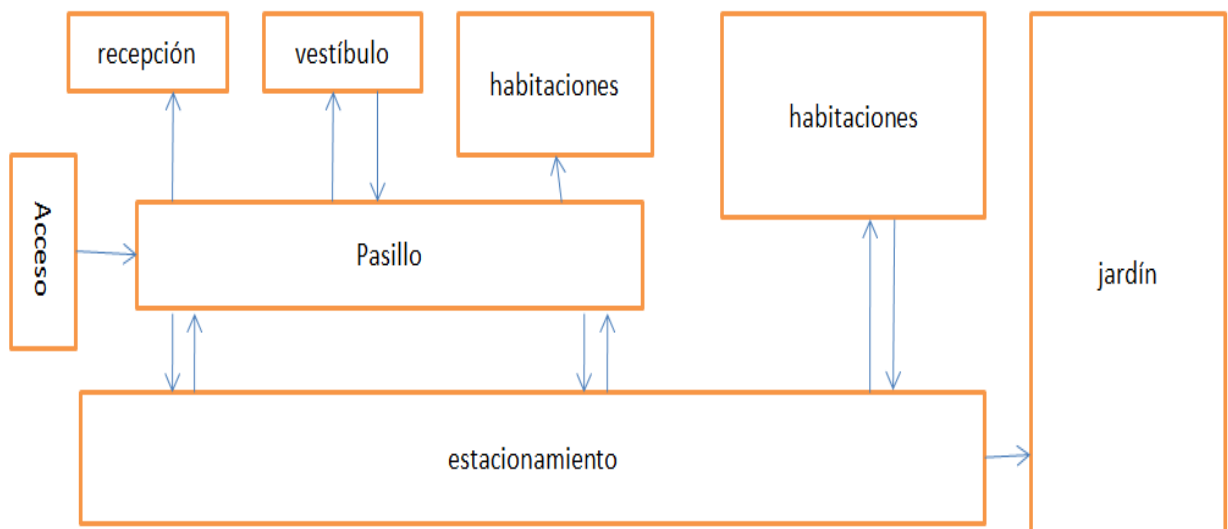 recepción
vestíbulo
habitaciones
habitaciones
Acceso
Pasillo
jardín
estacionamiento